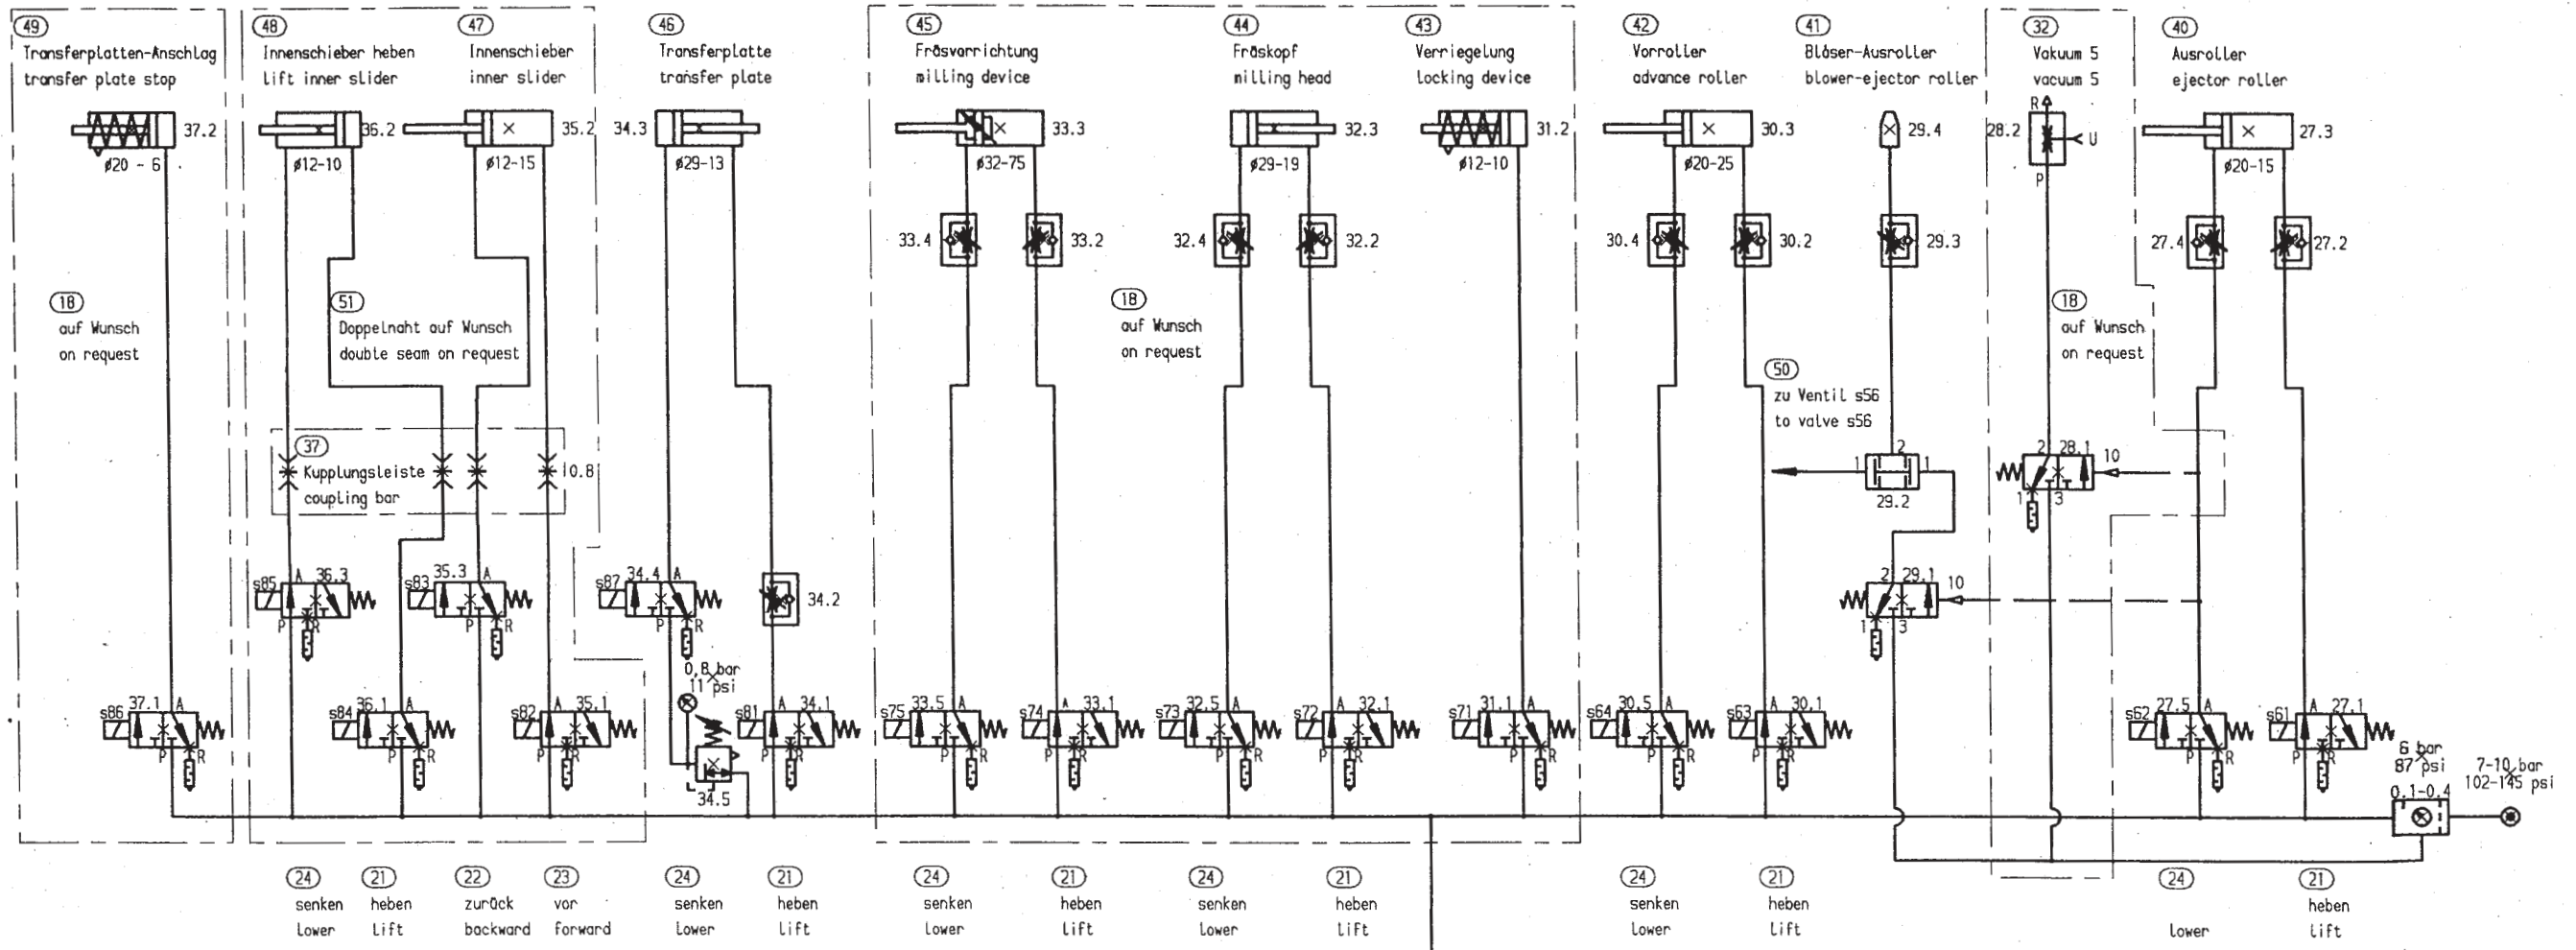 49
Transferplatten-Anschlag
transfer plate stop
37.2
ø20 - 6
18
auf Wunsch
on request
s86
37.1
A
P
R
48
Innenschieber heben
lift inner slider
36.2
ø12-10
47
Innenschieber
inner slider
35.2
ø12-15
51
Doppelnaht auf Wunsch
double seam on request
37
Kupplungsleiste
coupling bar
0.8
s85
A
36.3
P
R
s83
35.3
A
P
R
s84
36.1
A
P
R
s82
A
35.1
P
R
24
senken
lower
21
heben
lift
22
zurück
backward
23
vor
forward
46
Transferplatte
transfer plate
34.3
ø29-13
s87
34.4
A
P
R
34.2
0,8 bar
11 psi
34.5
s81
A
34.1
P
R
24
senken
lower
21
heben
lift
45
Fräsvorrichtung
milling device
33.3
ø32-75
33.4
33.2
44
Fräskopf
milling head
32.3
ø29-19
32.4
32.2
43
Verriegelung
locking device
31.2
ø12-10
18
auf Wunsch
on request
s75
33.5
A
P
R
s74
A
33.1
P
R
s73
32.5
A
P
R
s72
A
32.1
P
R
s71
31.1
A
P
R
24
senken
lower
21
heben
lift
24
senken
lower
21
heben
lift
42
Vorroller
advance roller
30.3
ø20-25
30.4
30.2
s64
30.5
A
P
R
s63
A
30.1
P
R
24
senken
lower
21
heben
lift
41
Bläser-Ausroller
blower-ejector roller
29.4
29.3
50
zu Ventil s56
to valve s56
1
2
1
29.2
2
29.1
10
1
3
32
Vakuum 5
vacuum 5
R
28.2
U
P
18
auf Wunsch
on request
2
28.1
10
1
3
40
Ausroller
ejector roller
27.3
ø20-15
27.4
27.2
s62
27.5
A
P
R
s61
A
27.1
P
R
6 bar
87 psi
7-10 bar
102-145 psi
0.1-0.4
24
lower
21
heben
lift